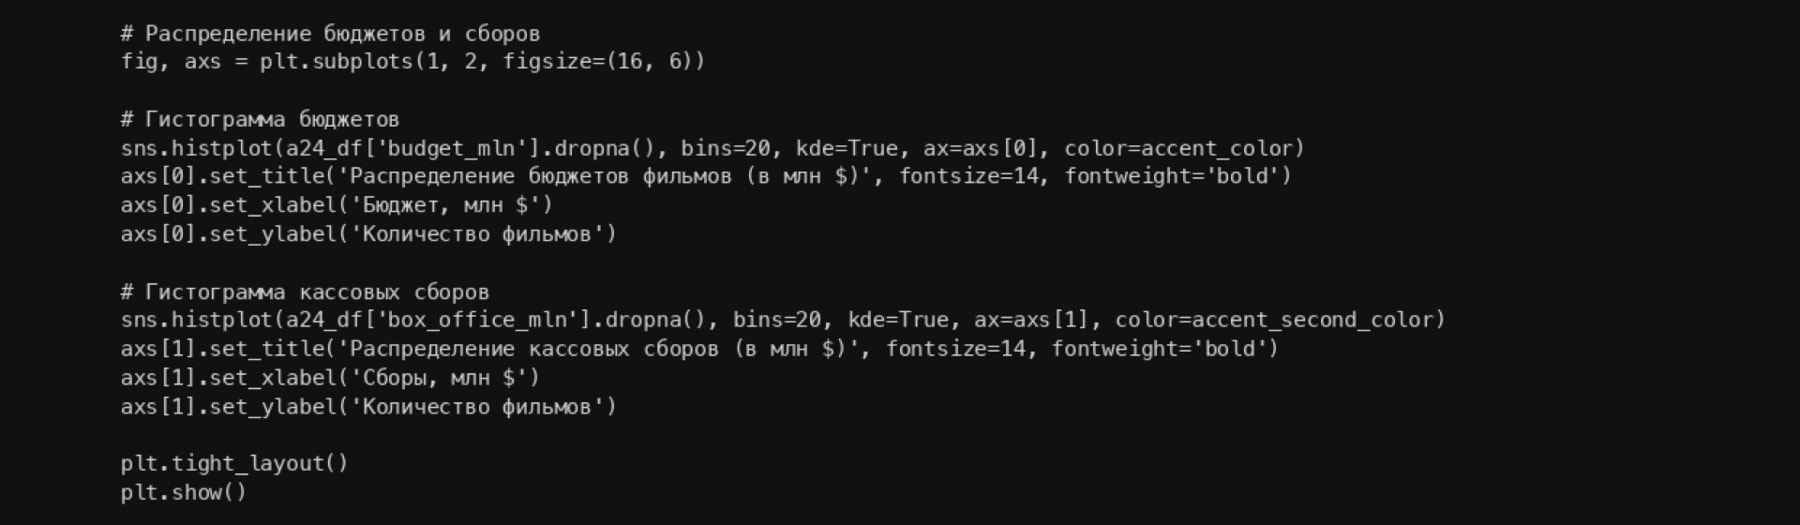 # Распределение бюджетов и сборов
fig, axs = plt.subplots(1, 2, figsize=(16, 6))
# Гистограмма бюджетов
sns.histplot(a24_df['budget_mln'].dropna(), bins=20, kde=True, ax=axs[0], color=accent_color)
axs[0].set_title('Распределение бюджетов фильмов (в млн $)', fontsize=14, fontweight='bold')
axs[0].set_xlabel('Бюджет, млн $')
axs[0].set_ylabel('Количество фильмов')
# Гистограмма кассовых сборов
sns.histplot(a24_df['box_office_mln'].dropna(), bins=20, kde=True, ax=axs[1], color=accent_second_color)
axs[1].set_title('Распределение кассовых сборов (в млн $)', fontsize=14, fontweight='bold')
axs[1].set_xlabel('Сборы, млн $')
axs[1].set_ylabel('Количество фильмов')
plt.tight_layout()
plt.show()